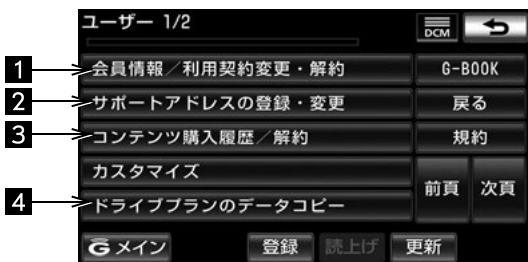 ユーザー 1/2
DCM
1 会員情報／利用契約変更・解約 G-BOOK
2 サポートアドレスの登録・変更 戻る
3 コンテンツ購入履歴／解約 規約
カスタマイズ 前頁 次頁
4 ドライブプランのデータコピー
G メイン 登録 読上げ 更新